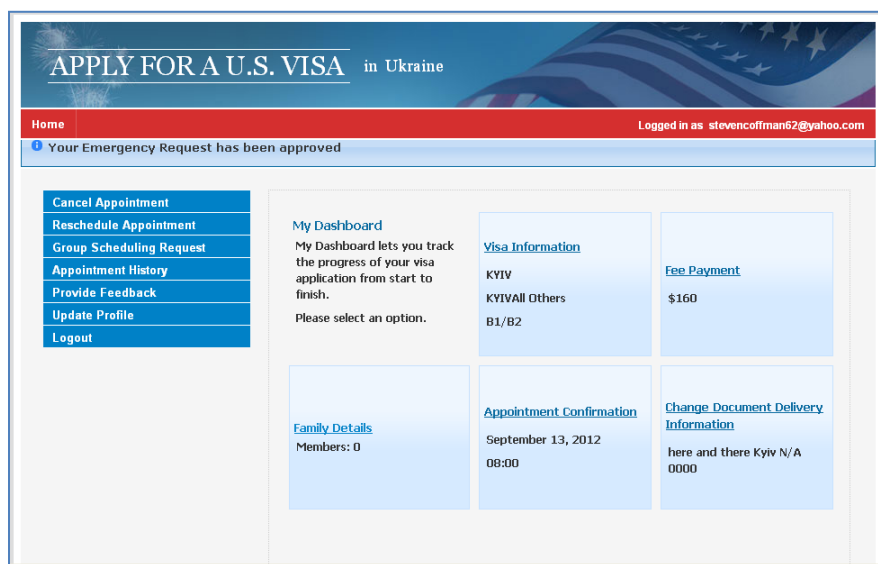 APPLY FOR A U.S. VISA in Ukraine
Home
Logged in as stevencoffman62@yahoo.com
Your Emergency Request has been approved
Cancel Appointment
Reschedule Appointment
Group Scheduling Request
Appointment History
Provide Feedback
Update Profile
Logout
My Dashboard
My Dashboard lets you track
the progress of your visa
application from start to
finish.
Please select an option.
Visa Information
KYIV
KYIVAll Others
B1/B2
Fee Payment
$160
Family Details
Members: 0
Appointment Confirmation
September 13, 2012
08:00
Change Document Delivery
Information
here and there Kyiv N/A
0000